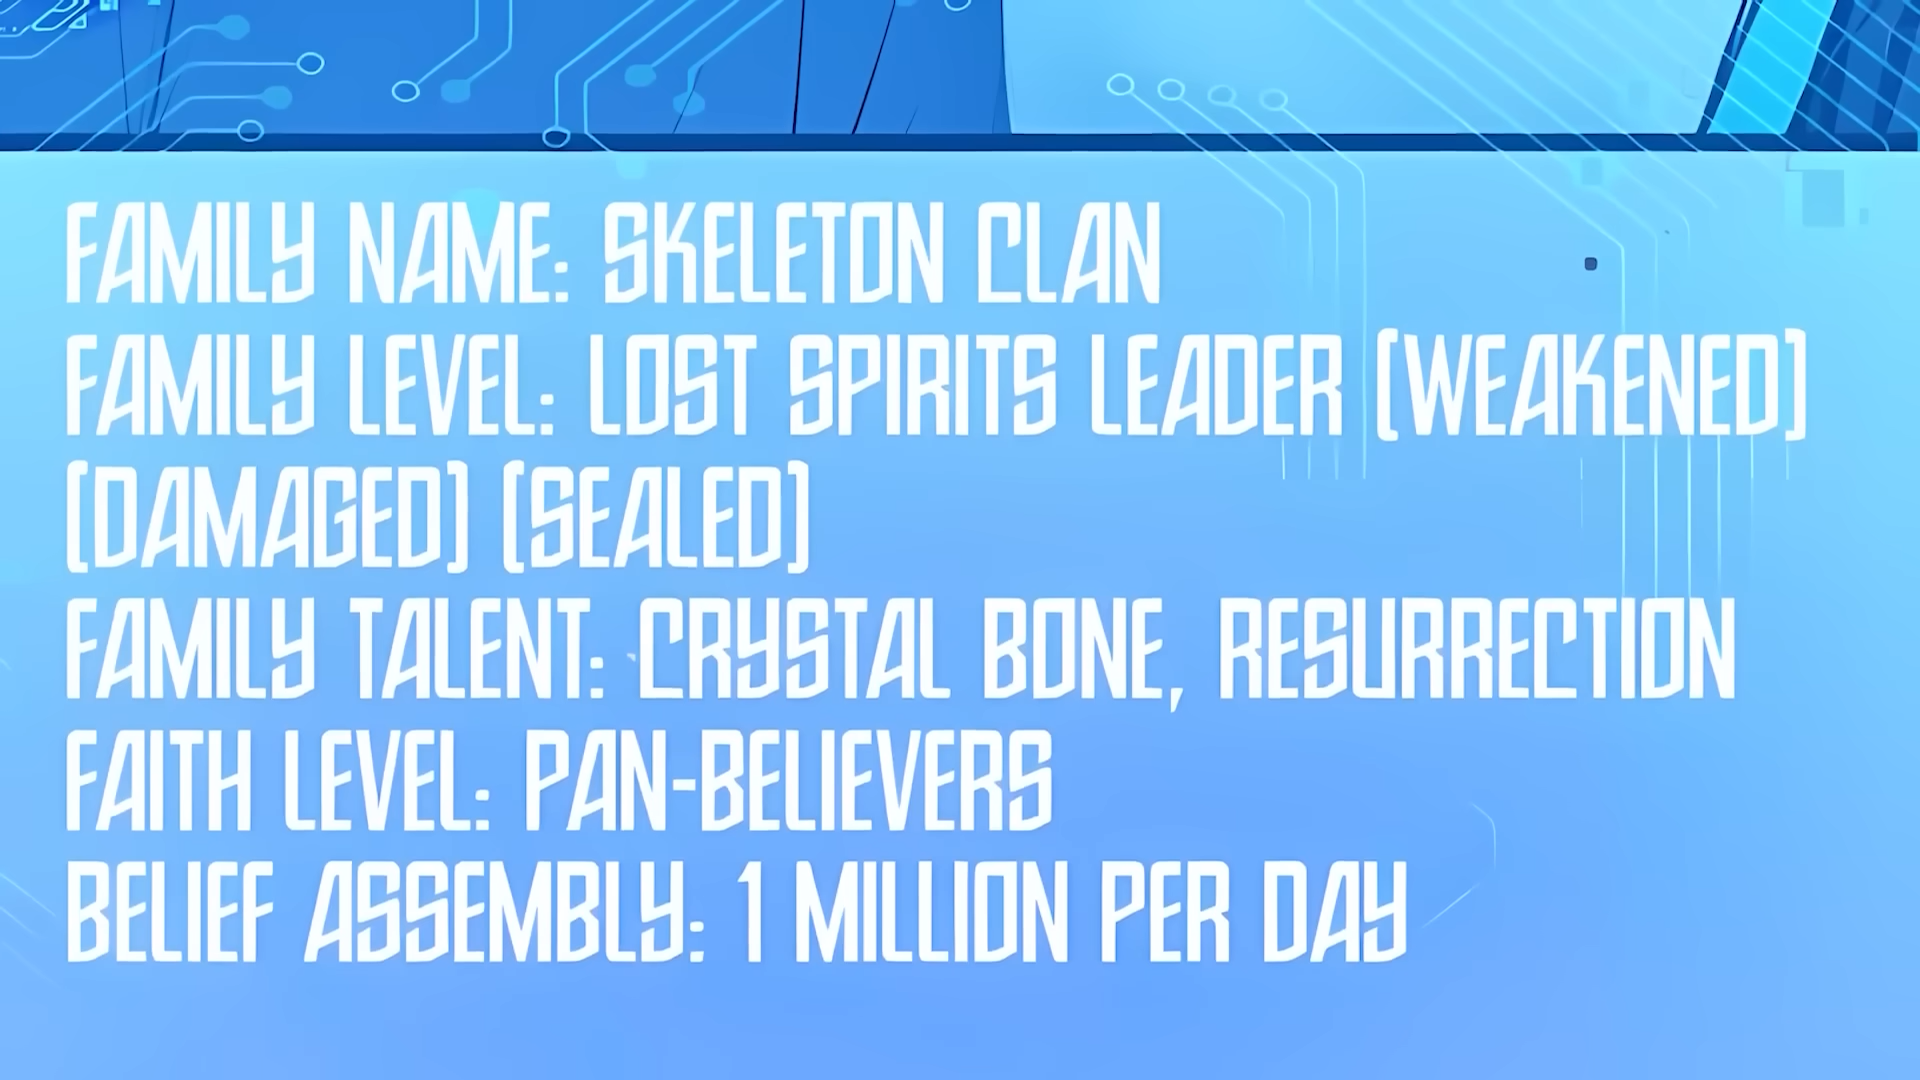 FAMILY NAME: SKELETON CLAN
FAMILY LEVEL: LOST SPIRITS LEADER [WEAKENED]
[DAMAGED] [SEALED]
FAMILY TALENT: CRYSTAL BONE, RESURRECTION
FAITH LEVEL: PAN-BELIEVERS
BELIEF ASSEMBLY: 1 MILLION PER DAY